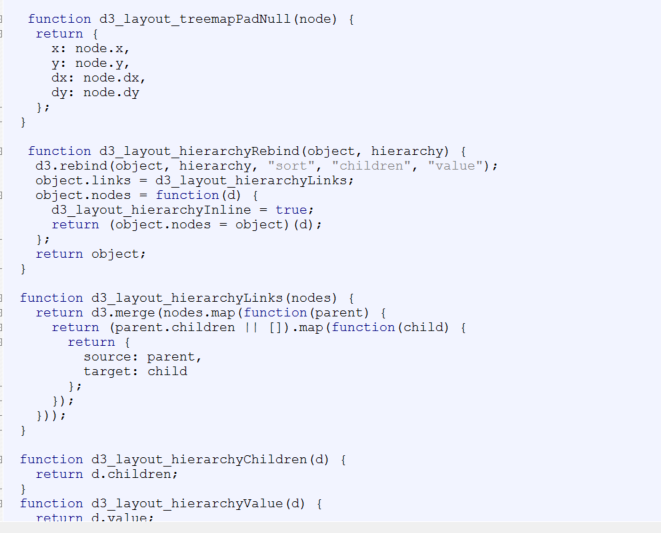 function d3_layout_treemapPadNull(node) {
return {
x: node.x,
y: node.y,
dx: node.dx,
dy: node.dy
};
}
function d3_layout_hierarchyRebind(object, hierarchy) {
d3.rebind(object, hierarchy, "sort", "children", "value");
object.links = d3_layout_hierarchyLinks;
object.nodes = function(d) {
d3_layout_hierarchyInline = true;
return (object.nodes = object)(d);
};
return object;
}
function d3_layout_hierarchyLinks(nodes) {
return d3.merge(nodes.map(function(parent) {
return (parent.children || []).map(function(child) {
return {
source: parent,
target: child
};
});
}));
}
function d3_layout_hierarchyChildren(d) {
return d.children;
}
function d3_layout_hierarchyValue(d) {
return d.value;